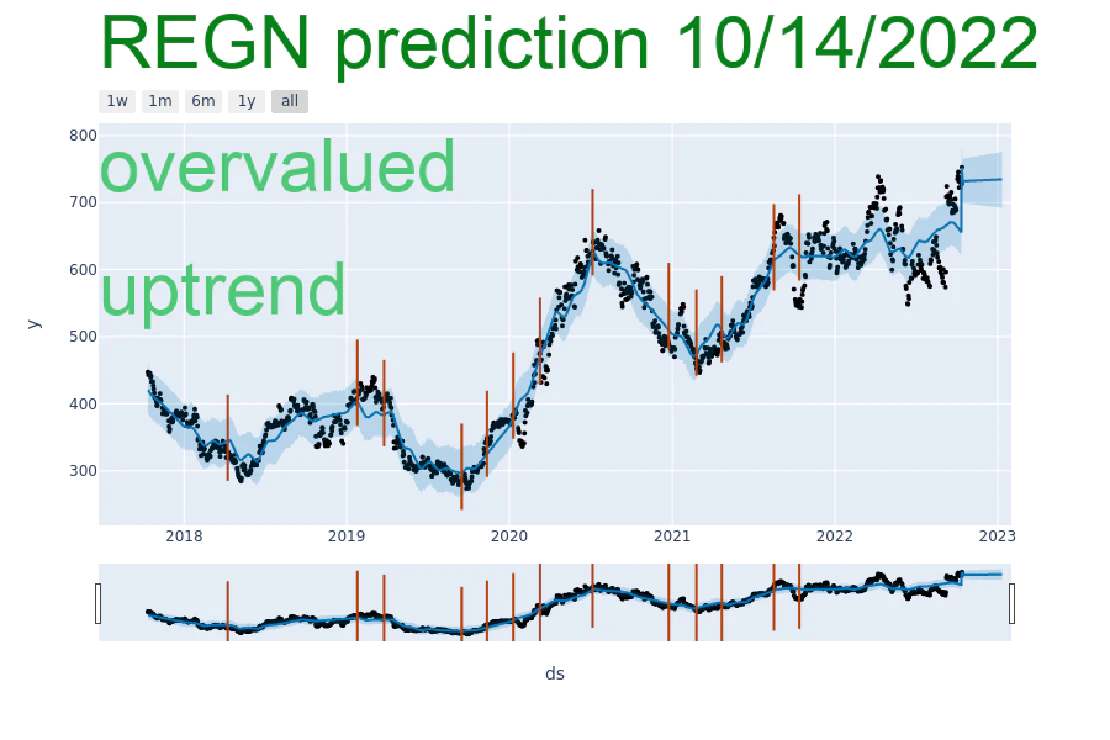 REGN prediction 10/14/2022
1w 1m 6m 1y all
overvalued
uptrend
800
700
600
500
400
300
y
2018 2019 2020 2021 2022 2023
ds